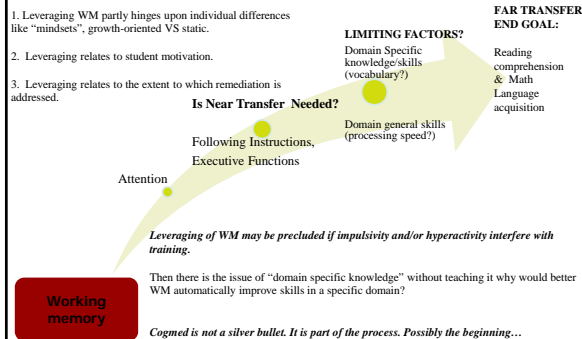 1. Leveraging WM partly hinges upon individual differences
like “mindsets”, growth-oriented VS static.
2. Leveraging relates to student motivation.
3. Leveraging relates to the extent to which remediation is
addressed.
FAR TRANSFER
END GOAL:
Reading
comprehension
& Math
Language
acquisition
LIMITING FACTORS?
Domain Specific
knowledge/skills
(vocabulary?)
Domain general skills
(processing speed?)
Is Near Transfer Needed?
Following Instructions,
Executive Functions
Attention
Working
memory
Leveraging of WM may be precluded if impulsivity and/or hyperactivity interfere with
training.
Then there is the issue of “domain specific knowledge” without teaching it why would better
WM automatically improve skills in a specific domain?
Cogmed is not a silver bullet. It is part of the process. Possibly the beginning…